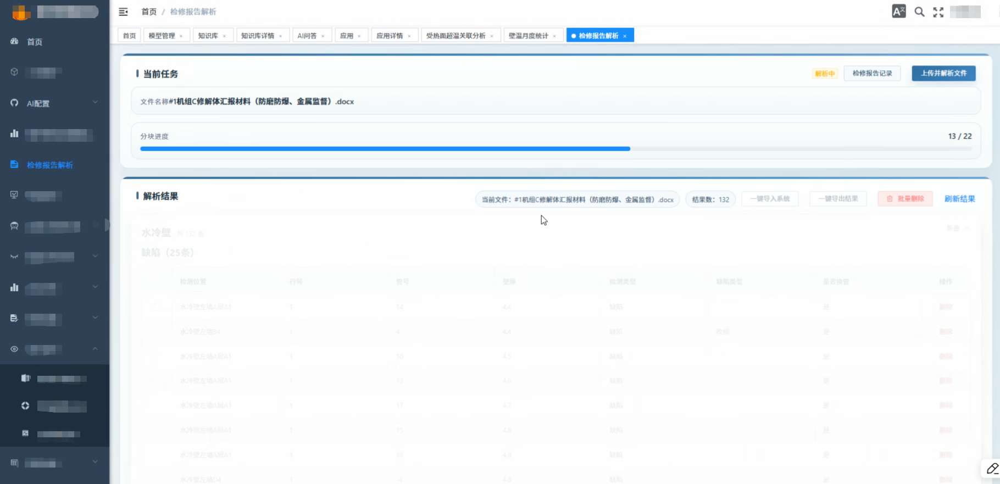 首页 / 检修报告解析
首页 模型管理 × 知识库 × 知识库详情 × AI问答 × 应用 × 应用详情 × 受热面超温关联分析 × 壁温月度统计 × 检修报告解析 ×
首页
AI配置
检修报告解析
当前任务
解析中 检修报告记录 上传并解析文件
文件名称#1机组C修解体汇报材料（防磨防爆、金属监督）.docx
分块进度 13 / 22
解析结果
当前文件：#1机组C修解体汇报材料（防磨防爆、金属监督）.docx 结果数：132 一键导入系统 一键导出结果 批量删除 刷新结果
水冷壁 共 132 条 折叠
缺陷（25条）
检测位置 行号 管号 壁厚 检测类型 缺陷类型 是否换管 操作
水冷壁左墙A层A1 1 14 4.4 缺陷 是 删除
水冷壁左墙B4 1 4 4.4 缺陷 吹损 是 删除
水冷壁左墙A层A1 1 10 4.5 缺陷 是 删除
水冷壁左墙A层A1 1 13 4.6 缺陷 是 删除
水冷壁左墙A层A1 1 17 4.7 缺陷 是 删除
水冷壁左墙A层A1 1 15 4.8 缺陷 是 删除
水冷壁左墙A层A1 1 16 4.8 缺陷 是 删除
水冷壁左墙D4 1 4.8 缺陷 是 删除